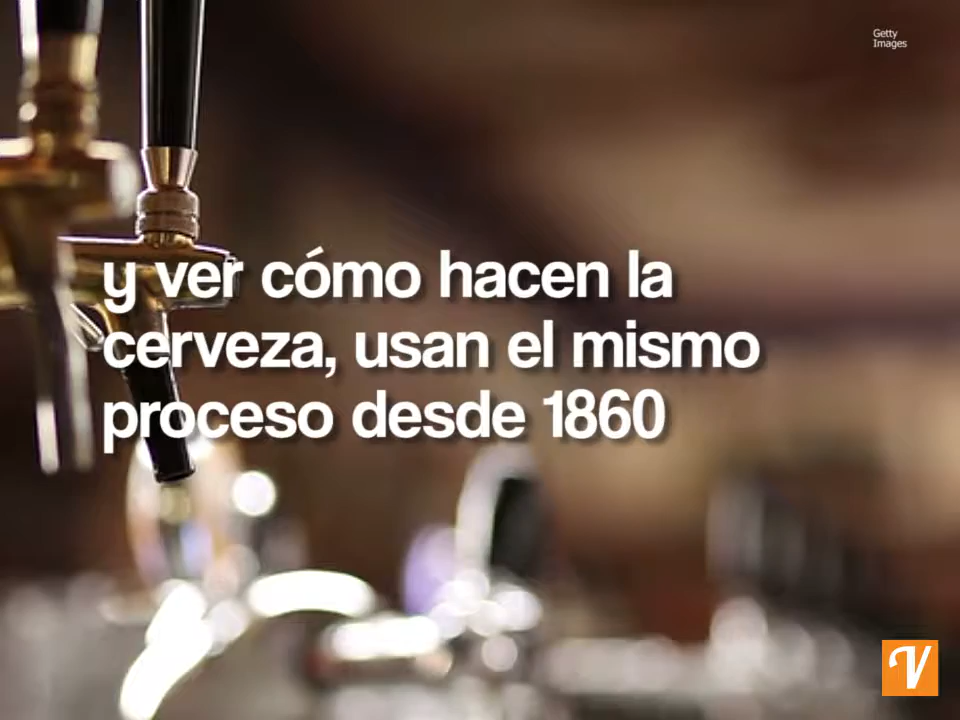 Getty
Images
y ver cómo hacen la
cerveza, usan el mismo
proceso desde 1860
V